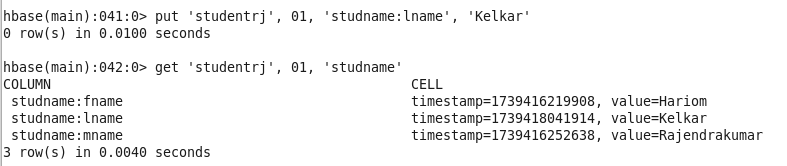 hbase(main):041:0> put 'studentrj', 01, 'studname:lname', 'Kelkar'
0 row(s) in 0.0100 seconds
hbase(main):042:0> get 'studentrj', 01, 'studname'
COLUMN CELL
studname:fname timestamp=1739416219908, value=Hariom
studname:lname timestamp=1739418041914, value=Kelkar
studname:mname timestamp=1739416252638, value=Rajendrakumar
3 row(s) in 0.0040 seconds